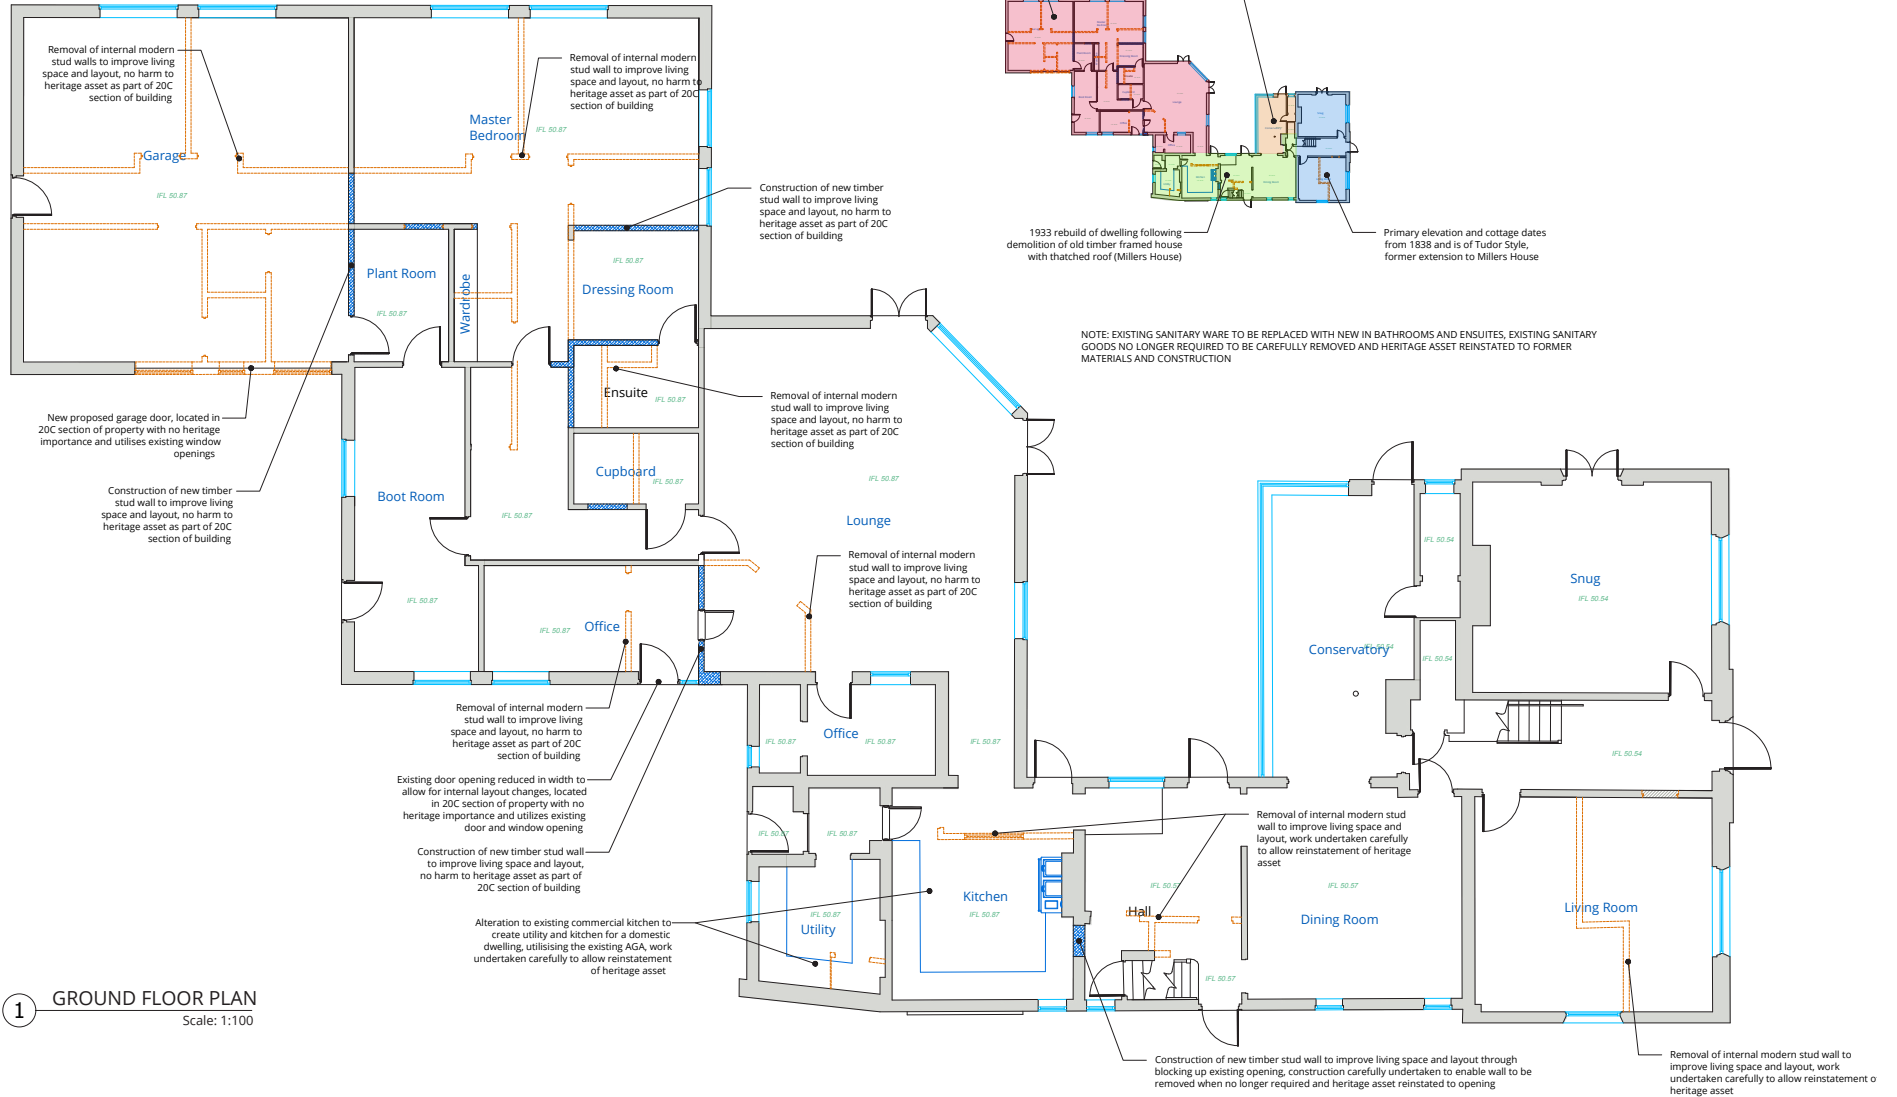 Removal of internal modern
stud walls to improve living
space and layout, no harm to
heritage asset as part of 20C
section of building
Removal of internal modern
stud wall to improve living
space and layout, no harm to
heritage asset as part of 20C
section of building
Master
Bedroom
IFL 50.87
Garage
IFL 50.87
Construction of new timber
stud wall to improve living
space and layout, no harm to
heritage asset as part of 20C
section of building
1933 rebuild of dwelling following
demolition of old timber framed house
with thatched roof (Millers House)
Primary elevation and cottage dates
from 1838 and is of Tudor Style,
former extension to Millers House
Plant Room
IFL 50.87
Wardrobe
IFL 50.87
Dressing Room
NOTE: EXISTING SANITARY WARE TO BE REPLACED WITH NEW IN BATHROOMS AND ENSUITES, EXISTING SANITARY
GOODS NO LONGER REQUIRED TO BE CAREFULLY REMOVED AND HERITAGE ASSET REINSTATED TO FORMER
MATERIALS AND CONSTRUCTION
Ensuite
IFL 50.87
Removal of internal modern
stud wall to improve living
space and layout, no harm to
heritage asset as part of 20C
section of building
New proposed garage door, located in
20C section of property with no heritage
importance and utilises existing window
openings
Cupboard
IFL 50.87
IFL 50.87
Lounge
Construction of new timber
stud wall to improve living
space and layout, no harm to
heritage asset as part of 20C
section of building
Boot Room
IFL 50.87
IFL 50.87
Removal of internal modern
stud wall to improve living
space and layout, no harm to
heritage asset as part of 20C
section of building
IFL 50.54
Snug
IFL 50.54
Office
IFL 50.87
Conservatory
IFL 50.54
IFL 50.54
Removal of internal modern
stud wall to improve living
space and layout, no harm to
heritage asset as part of 20C
section of building
Office
IFL 50.87
IFL 50.87
IFL 50.87
IFL 50.54
Existing door opening reduced in width to
allow for internal layout changes, located
in 20C section of property with no
heritage importance and utilizes existing
door and window opening
IFL 50.87
IFL 50.87
Removal of internal modern stud
wall to improve living space and
layout, work undertaken carefully
to allow reinstatement of heritage
asset
Construction of new timber stud wall
to improve living space and layout,
no harm to heritage asset as part of
20C section of building
Kitchen
IFL 50.87
IFL 50.57
Hall
IFL 50.57
Dining Room
Living Room
IFL 50.87
Utility
Alteration to existing commercial kitchen to
create utility and kitchen for a domestic
dwelling, utilisising the existing AGA, work
undertaken carefully to allow reinstatement
of heritage asset
IFL 50.57
1
GROUND FLOOR PLAN
Scale: 1:100
Construction of new timber stud wall to improve living space and layout through
blocking up existing opening, construction carefully undertaken to enable wall to be
removed when no longer required and heritage asset reinstated to opening
Removal of internal modern stud wall to
improve living space and layout, work
undertaken carefully to allow reinstatement
heritage asset